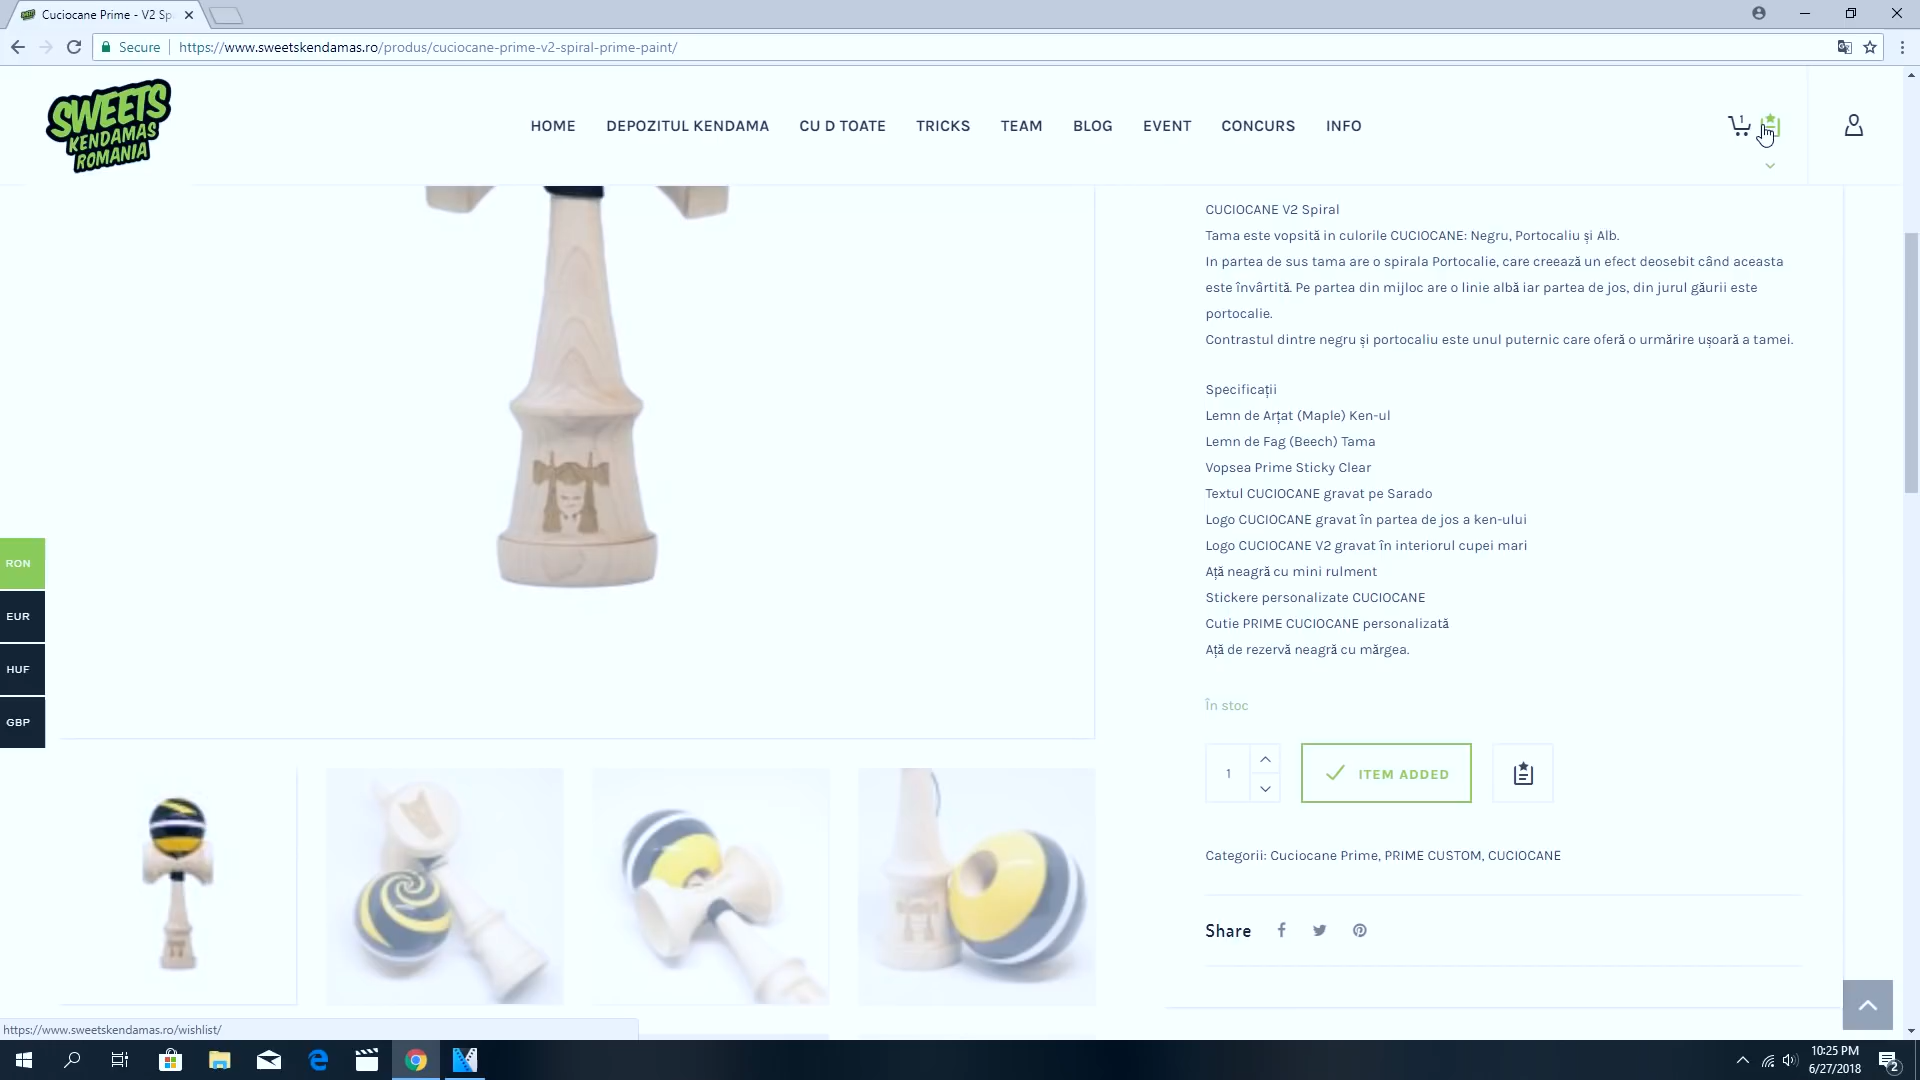 Cuciocane Prime - V2 Sp
Secure
https://www.sweetskendamas.ro/produs/cuciocane-prime-v2-spiral-prime-paint/
SWEETS
KENDAMAS
ROMANIA
HOME
DEPOZITUL KENDAMA
CU D TOATE
TRICKS
TEAM
BLOG
EVENT
CONCURS
INFO
1
CUCIOCANE V2 Spiral
Tama este vopsită in culorile CUCIOCANE: Negru, Portocaliu și Alb.
In partea de sus tama are o spirala Portocalie, care creează un efect deosebit când aceasta
este învârtită. Pe partea din mijloc are o linie albă iar partea de jos, din jurul găurii este
portocalie.
Contrastul dintre negru și portocaliu este unul puternic care oferă o urmărire ușoară a tamei.
Specificații
Lemn de Arțat (Maple) Ken-ul
Lemn de Fag (Beech) Tama
Vopsea Prime Sticky Clear
Textul CUCIOCANE gravat pe Sarado
Logo CUCIOCANE gravat în partea de jos a ken-ului
Logo CUCIOCANE V2 gravat în interiorul cupei mari
Ață neagră cu mini rulment
Stickere personalizate CUCIOCANE
Cutie PRIME CUCIOCANE personalizată
Ață de rezervă neagră cu mărgea.
RON
EUR
HUF
GBP
În stoc
1
ITEM ADDED
Categorii: Cuciocane Prime, PRIME CUSTOM, CUCIOCANE
Share
https://www.sweetskendamas.ro/wishlist/
10:25 PM
6/27/2018
2